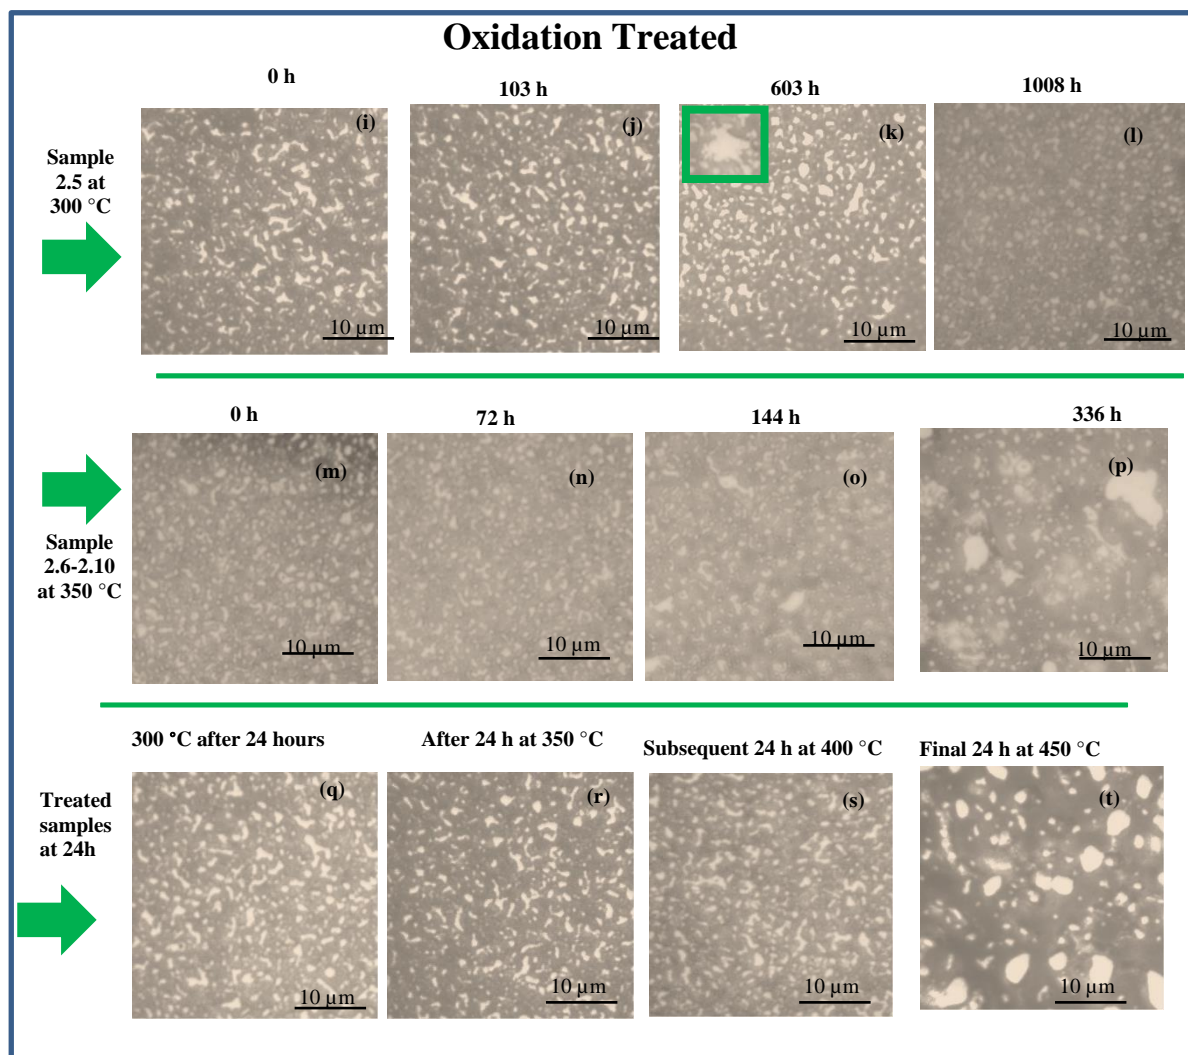 Oxidation Treated
0 h
103 h
603 h
1008 h
Sample
2.5 at
300 °C
(i)
(j)
(k)
(l)
10 µm
10 µm
10 µm
10 µm
0 h
72 h
144 h
336 h
(m)
(n)
(o)
(p)
Sample
2.6-2.10
at 350 °C
10 µm
10 µm
10 µm
10 µm
300 °C after 24 hours
After 24 h at 350 °C
Subsequent 24 h at 400 °C
Final 24 h at 450 °C
Treated
samples
at 24h
(q)
(r)
(s)
(t)
10 µm
10 µm
10 µm
10 µm